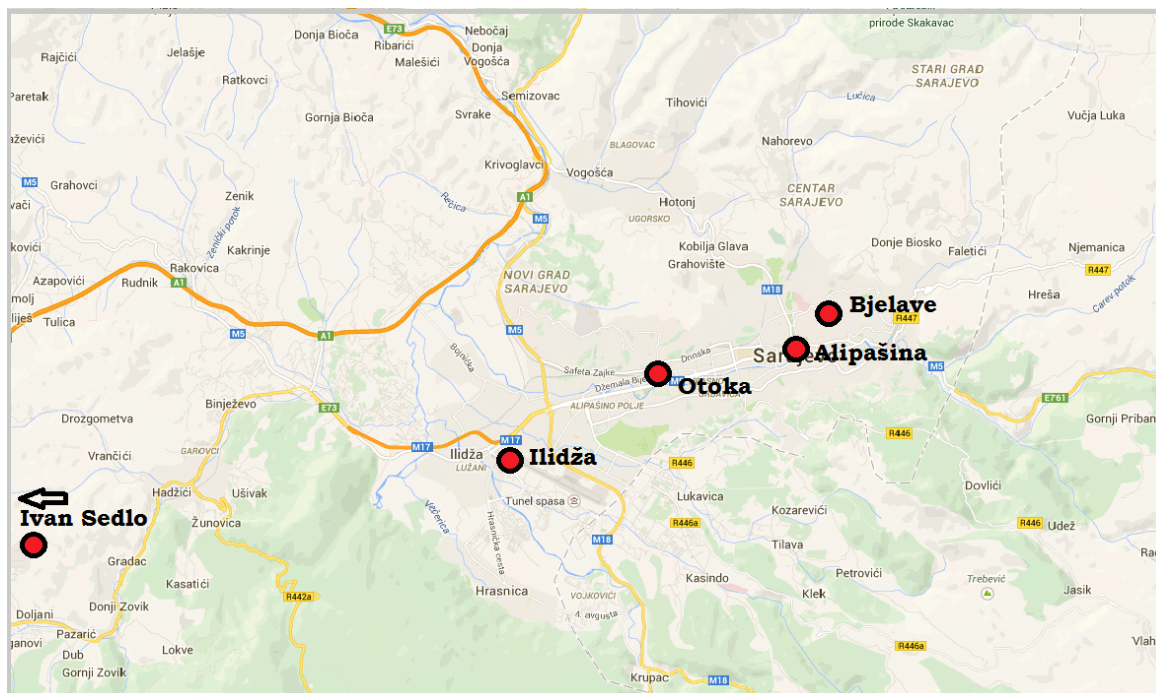 E73
Donja Bioča
Ribarići
Malešići
Nebočaj
Donja
Vogošća
prirode Skakavac
Rajčići
Jelašje
Ratkovci
Paretak
Semizovac
Svrake
Gornja Bioča
Tihovići
STARI GRAD
SARAJEVO
Vučja Luka
Nahorevo
BLAGOVAC
Krivoglavci
Vogošća
M5
Grahovci
Zenik
A1
CENTAR
SARAJEVO
Hotonj
UGORSKO
M5
Zenički potok
Kakrinje
Kobilja Glava
Grahovište
Donje Biosko
Faletići
Njemanica
R447
Azapovići
Rudnik
Rakovica
A1
NOVI GRAD
SARAJEVO
M18
Hreša
Carev potok
Tulica
M5
A1
M5
Bjelave
R447
Bojnička
Drinska
Sarajevo
Alipašina
M5
Safeta Zajke
Otoka
ALIPAŠINO POLJE
E761
Gornji Priban
Binježevo
E73
Drozgometva
GAROVCI
M17
M17
R446
Ilidža
LUŽANI
Ilidža
R446
Vrančići
Dovlići
Hadžići
Ušivak
Tunel spasa
Lukavica
Ivan Sedlo
Žunovica
Večerica
Hrasnička cesta
R446a
Kozarevići
R446
Udež
M18
Tilava
Gradac
Kasatići
R442a
Hrasnica
VOJKOVIĆI
Kasindo
Petrovići
Trebević
Klek
Jasik
Doljani
Donji Zovik
4. avgusta
Pazarić
Dub
Gornji Zovik
Lokve
R446a
Krupac
M18